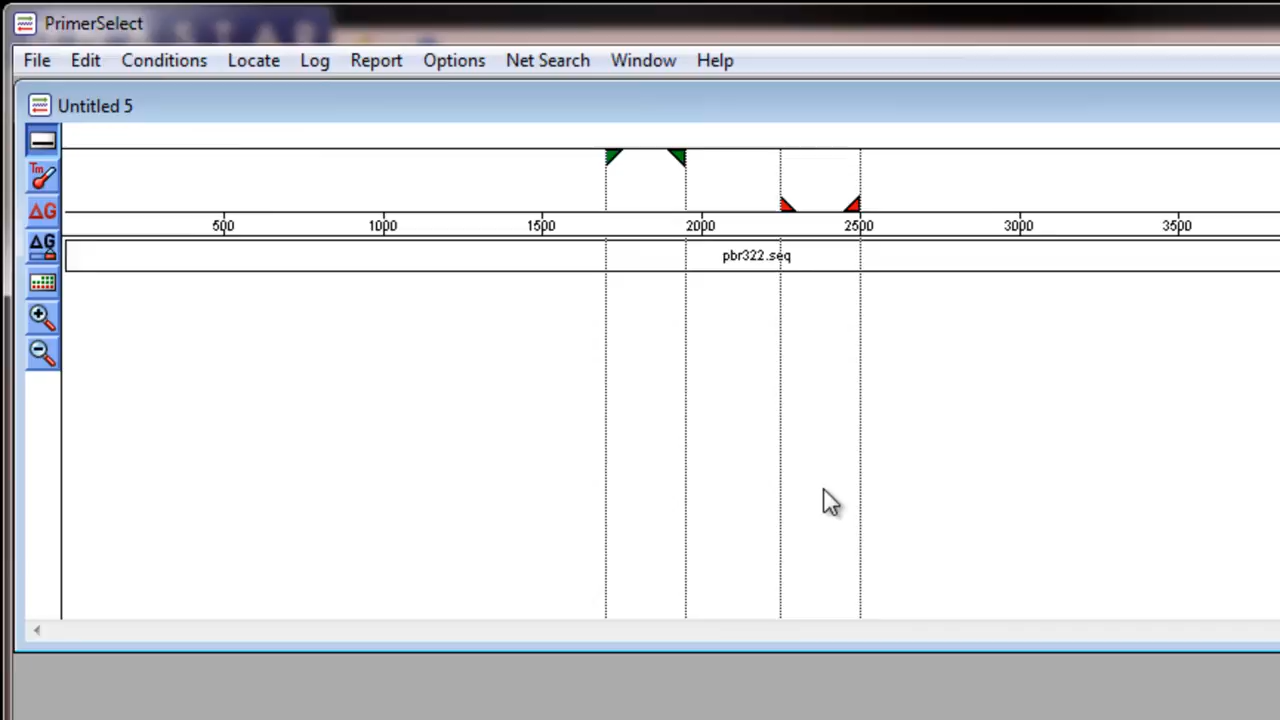 PrimerSelect
File Edit Conditions Locate Log Report Options Net Search Window Help
Untitled 5
Tm
ΔG
ΔG
500 1000 1500 2000 2500 3000 3500
pbr322.seq